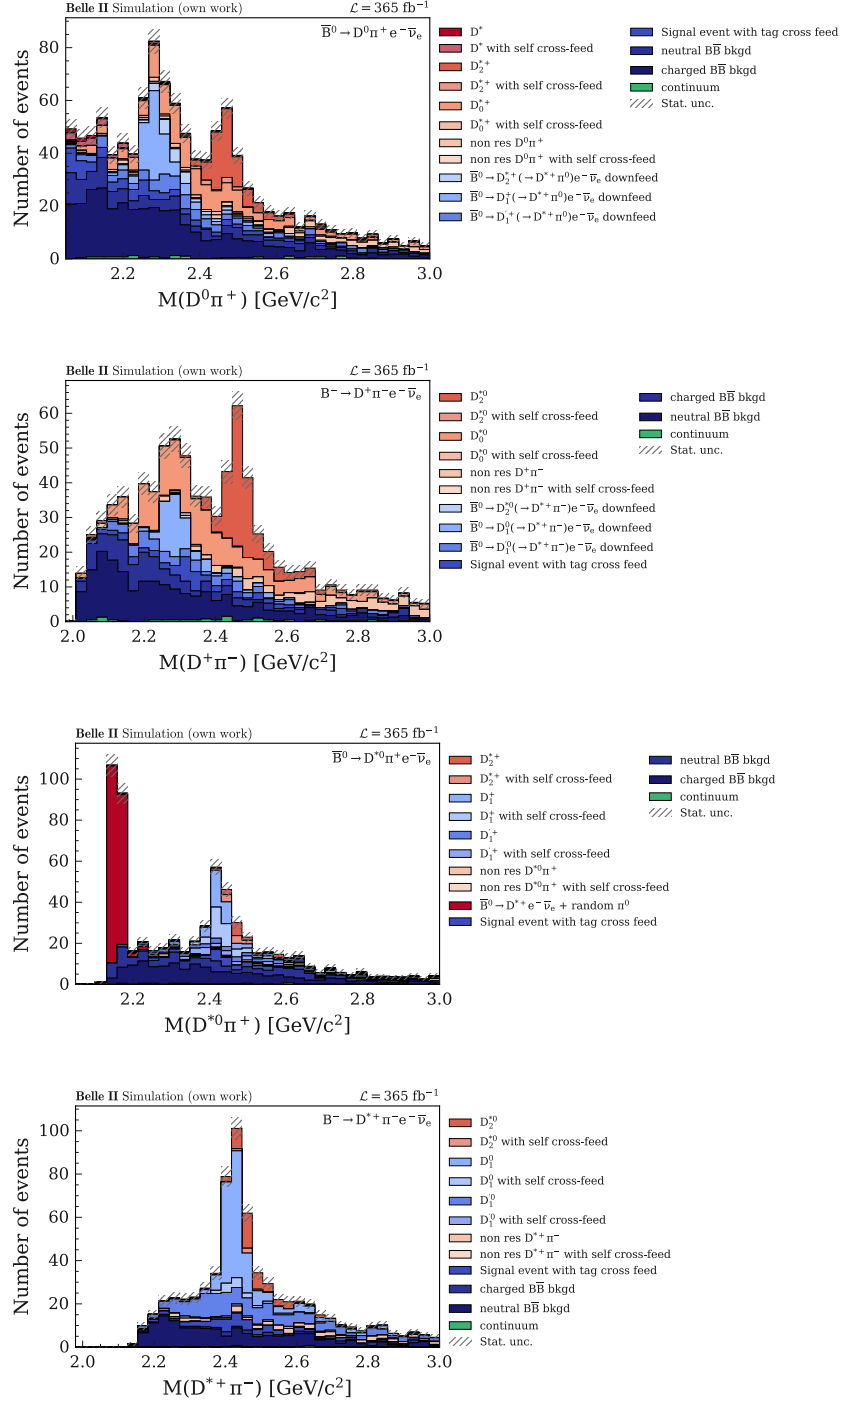 Belle II Simulation (own work) ℒ = 365 fb⁻¹
B̅⁰ → D⁰π⁺e⁻ν̅ₑ
Number of events
80
60
40
20
0
2.2 2.4 2.6 2.8 3.0
M(D⁰π⁺) [GeV/c²]
D*
D* with self cross-feed
D₂*⁺
D₂*⁺ with self cross-feed
D₀*⁺
D₀*⁺ with self cross-feed
non res D⁰π⁺
non res D⁰π⁺ with self cross-feed
B̅⁰ → D₂*⁺(→ D*⁺π⁰)e⁻ν̅ₑ downfeed
B̅⁰ → D₁⁺(→ D*⁺π⁰)e⁻ν̅ₑ downfeed
B̅⁰ → D₁'⁺(→ D*⁺π⁰)e⁻ν̅ₑ downfeed
Signal event with tag cross feed
neutral BB̅ bkgd
charged BB̅ bkgd
continuum
Stat. unc.
Belle II Simulation (own work) ℒ = 365 fb⁻¹
B⁻ → D⁺π⁻e⁻ν̅ₑ
Number of events
60
50
40
30
20
10
0
2.0 2.2 2.4 2.6 2.8 3.0
M(D⁺π⁻) [GeV/c²]
D₂*⁰
D₂*⁰ with self cross-feed
D₀*⁰
D₀*⁰ with self cross-feed
non res D⁺π⁻
non res D⁺π⁻ with self cross-feed
B̅⁰ → D₂*⁰(→ D*⁺π⁻)e⁻ν̅ₑ downfeed
B̅⁰ → D₁⁰(→ D*⁺π⁻)e⁻ν̅ₑ downfeed
B̅⁰ → D₁'⁰(→ D*⁺π⁻)e⁻ν̅ₑ downfeed
Signal event with tag cross feed
charged BB̅ bkgd
neutral BB̅ bkgd
continuum
Stat. unc.
Belle II Simulation (own work) ℒ = 365 fb⁻¹
B̅⁰ → D*⁰π⁺e⁻ν̅ₑ
Number of events
100
80
60
40
20
0
2.2 2.4 2.6 2.8 3.0
M(D*⁰π⁺) [GeV/c²]
D₂*⁺
D₂*⁺ with self cross-feed
D₁⁺
D₁⁺ with self cross-feed
D₁'⁺
D₁'⁺ with self cross-feed
non res D*⁰π⁺
non res D*⁰π⁺ with self cross-feed
B̅⁰ → D*⁺e⁻ν̅ₑ + random π⁰
Signal event with tag cross feed
neutral BB̅ bkgd
charged BB̅ bkgd
continuum
Stat. unc.
Belle II Simulation (own work) ℒ = 365 fb⁻¹
B⁻ → D*⁺π⁻e⁻ν̅ₑ
Number of events
100
80
60
40
20
0
2.0 2.2 2.4 2.6 2.8 3.0
M(D*⁺π⁻) [GeV/c²]
D₂*⁰
D₂*⁰ with self cross-feed
D₁⁰
D₁⁰ with self cross-feed
D₁'⁰
D₁'⁰ with self cross-feed
non res D*⁺π⁻
non res D*⁺π⁻ with self cross-feed
Signal event with tag cross feed
charged BB̅ bkgd
neutral BB̅ bkgd
continuum
Stat. unc.